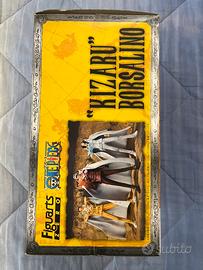 "KIZARU"
BORSALINO
ONE PIECE
Figuarts
ZERO
subito